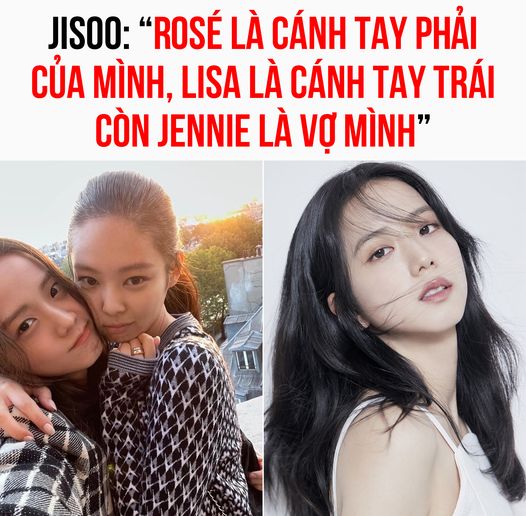 JISOO: “ROSÉ LÀ CÁNH TAY PHẢI
CỦA MÌNH, LISA LÀ CÁNH TAY TRÁI
CÒN JENNIE LÀ VỢ MÌNH”